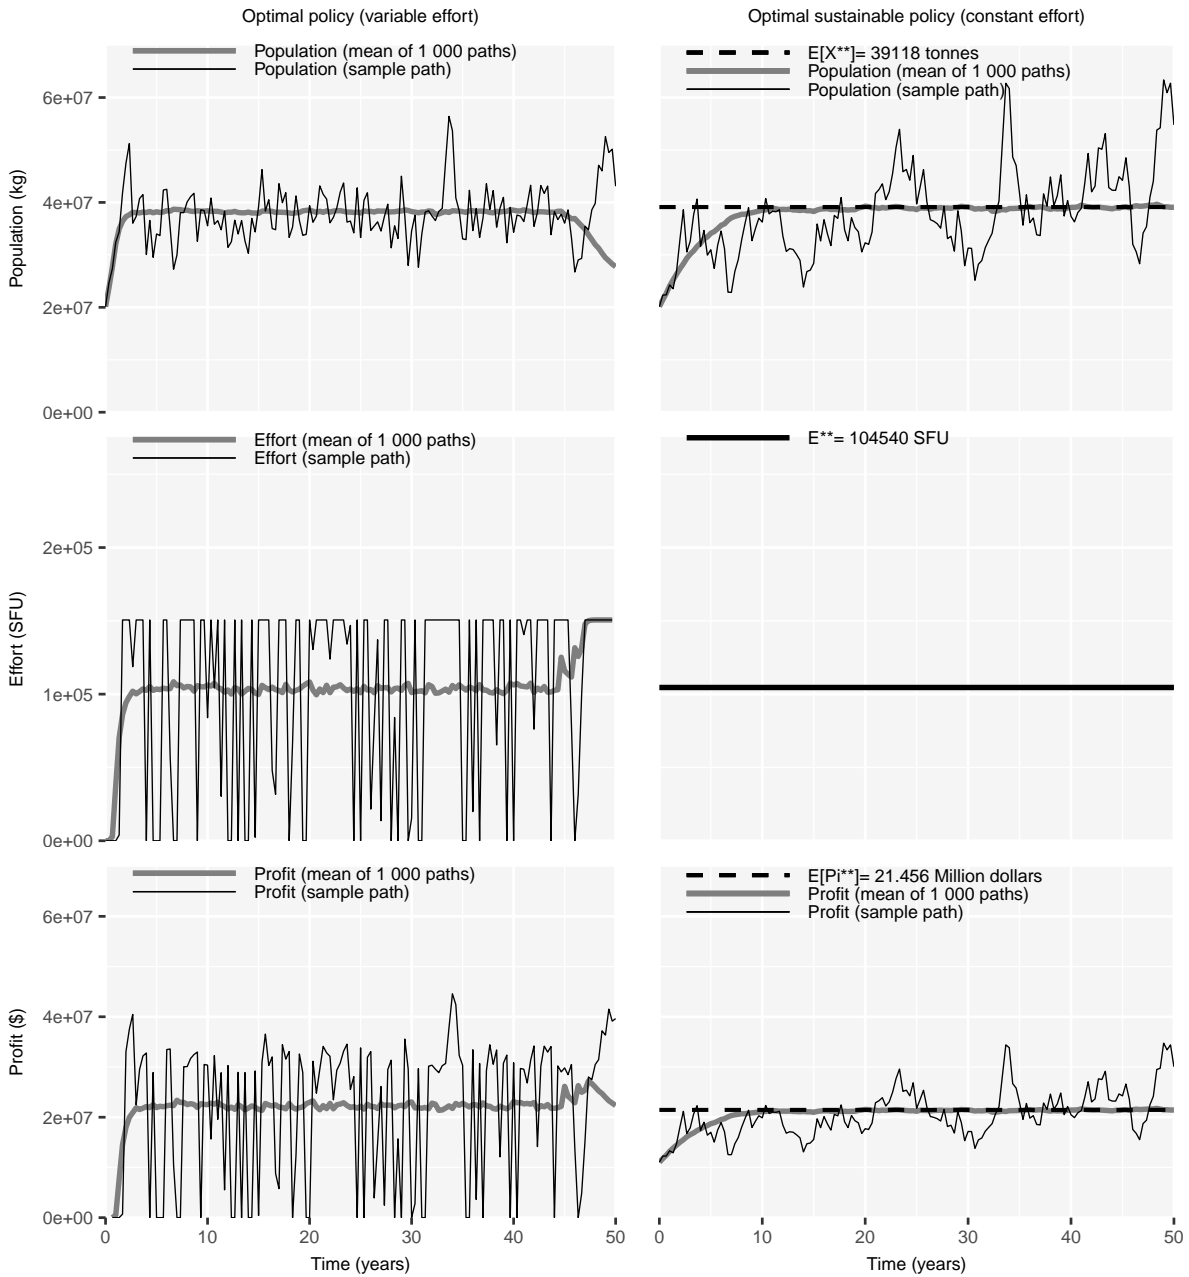 Optimal policy (variable effort)
Optimal sustainable policy (constant effort)
Population (mean of 1 000 paths)
Population (sample path)
E[X**]= 39118 tonnes
Population (mean of 1 000 paths)
Population (sample path)
6e+07
4e+07
2e+07
0e+00
Population (kg)
Effort (mean of 1 000 paths)
Effort (sample path)
E**= 104540 SFU
2e+05
1e+05
0e+00
Effort (SFU)
Profit (mean of 1 000 paths)
Profit (sample path)
E[Pi**]= 21.456 Million dollars
Profit (mean of 1 000 paths)
Profit (sample path)
6e+07
4e+07
2e+07
0e+00
Profit ($)
0 10 20 30 40 50
0 10 20 30 40 50
Time (years)
Time (years)